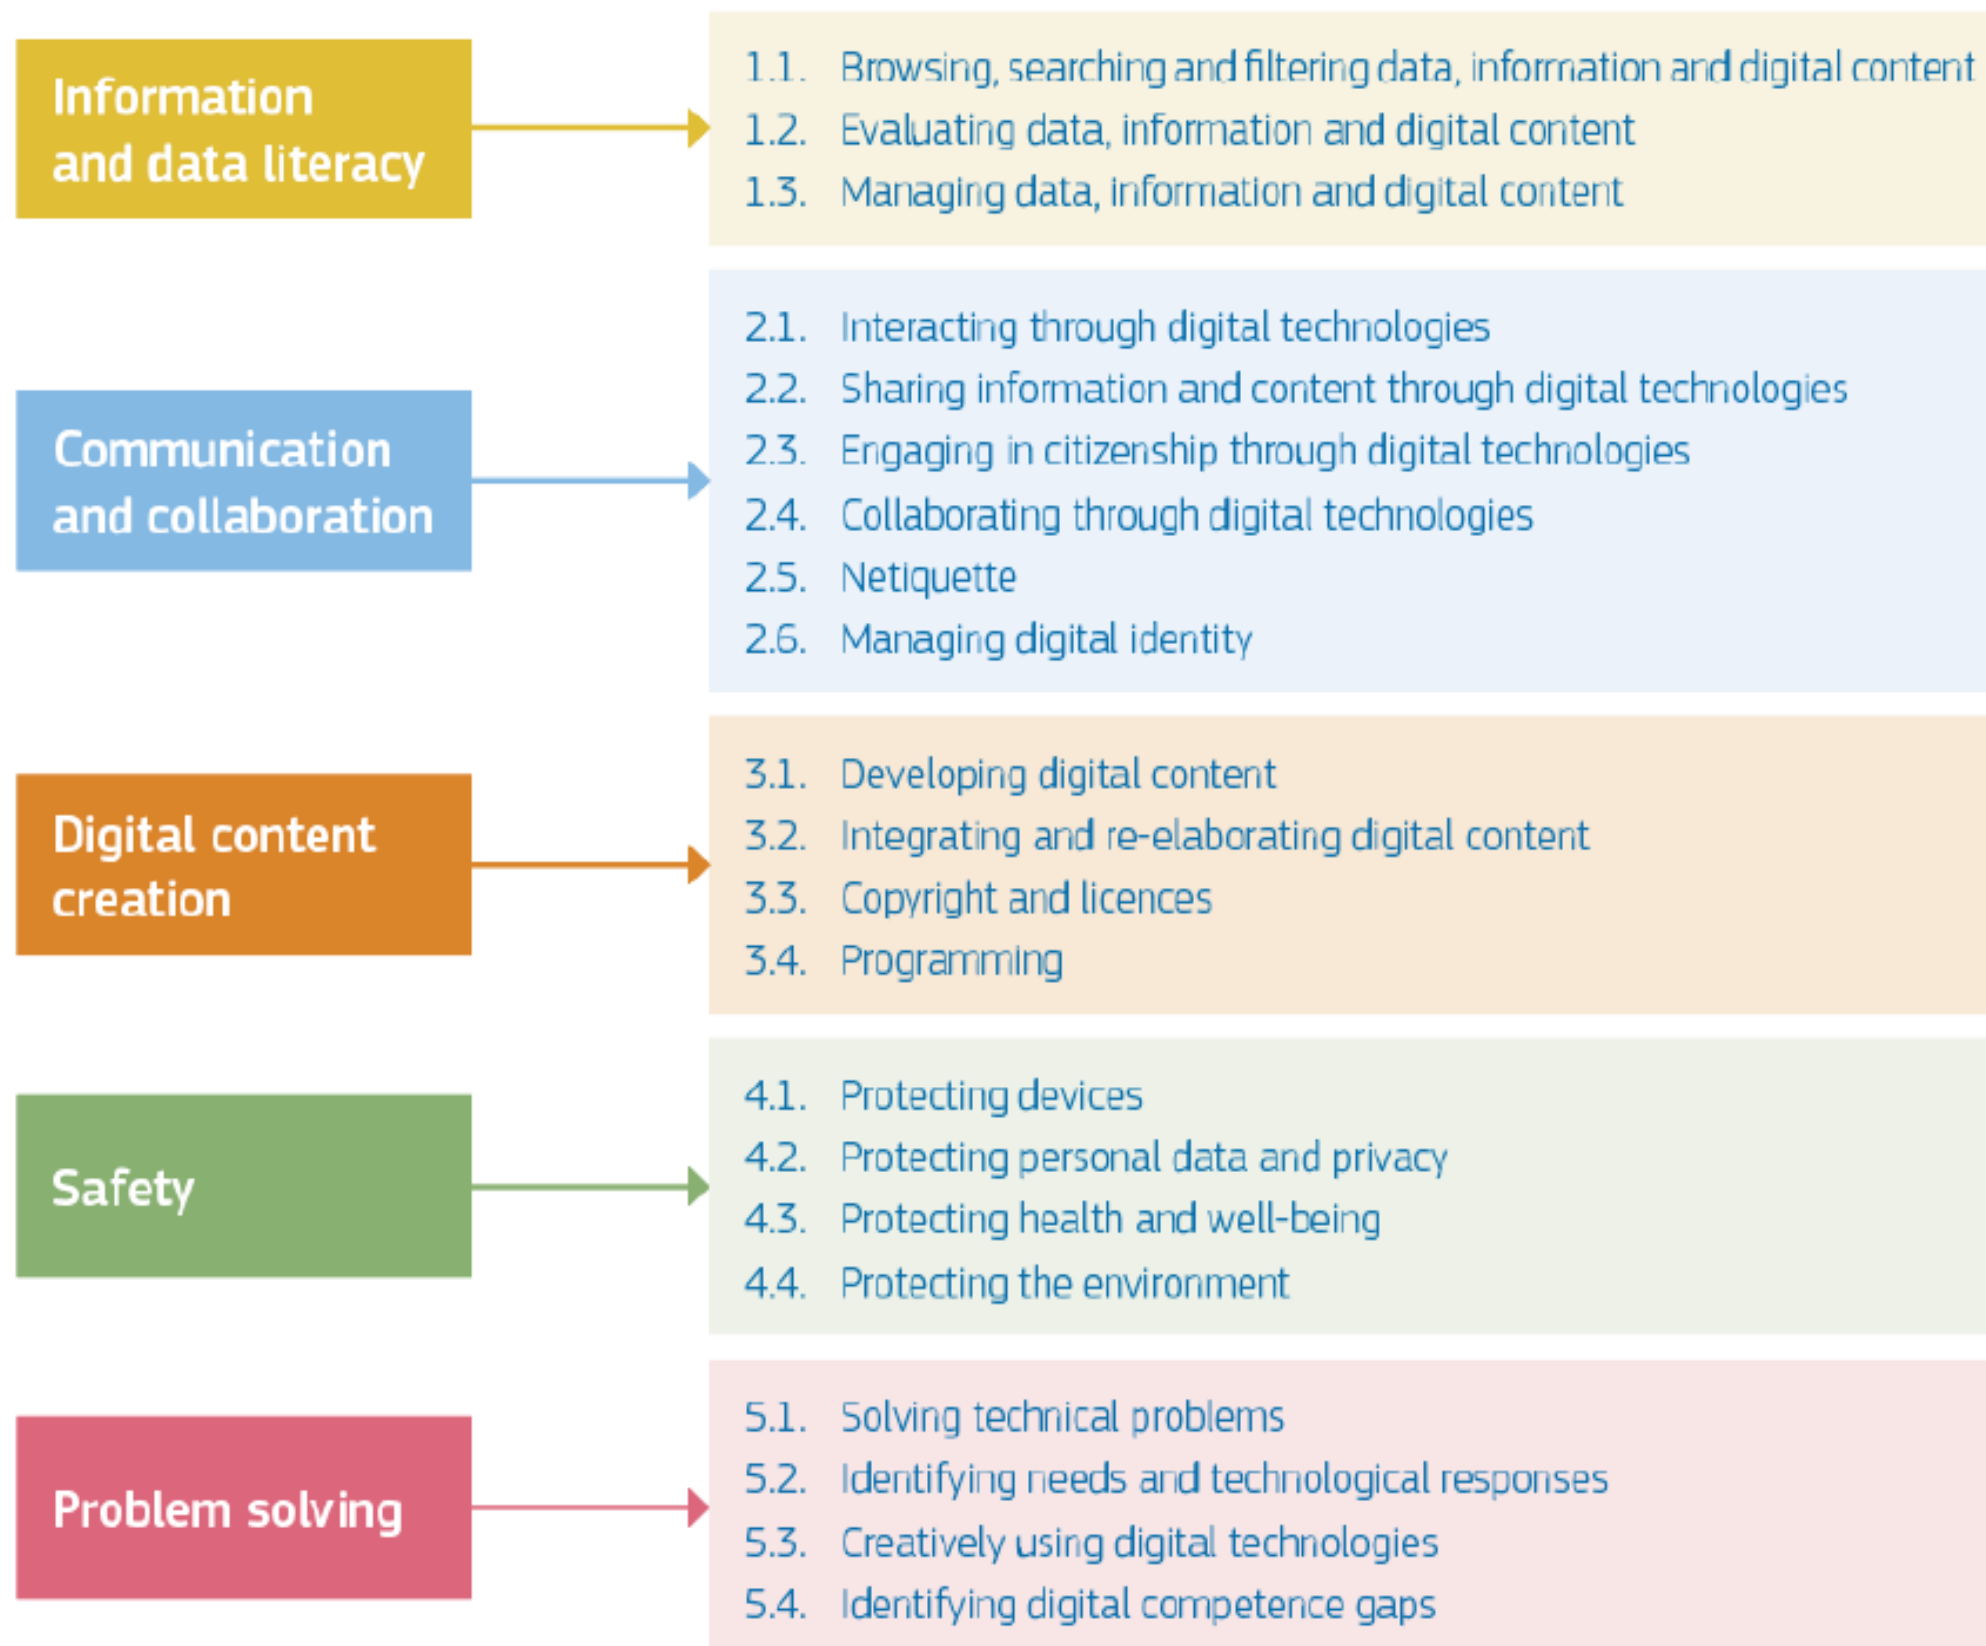 Information
and data literacy
1.1. Browsing, searching and filtering data, information and digital content
1.2. Evaluating data, information and digital content
1.3. Managing data, information and digital content
Communication
and collaboration
2.1. Interacting through digital technologies
2.2. Sharing information and content through digital technologies
2.3. Engaging in citizenship through digital technologies
2.4. Collaborating through digital technologies
2.5. Netiquette
2.6. Managing digital identity
Digital content
creation
3.1. Developing digital content
3.2. Integrating and re-elaborating digital content
3.3. Copyright and licences
3.4. Programming
Safety
4.1. Protecting devices
4.2. Protecting personal data and privacy
4.3. Protecting health and well-being
4.4. Protecting the environment
Problem solving
5.1. Solving technical problems
5.2. Identifying needs and technological responses
5.3. Creatively using digital technologies
5.4. Identifying digital competence gaps